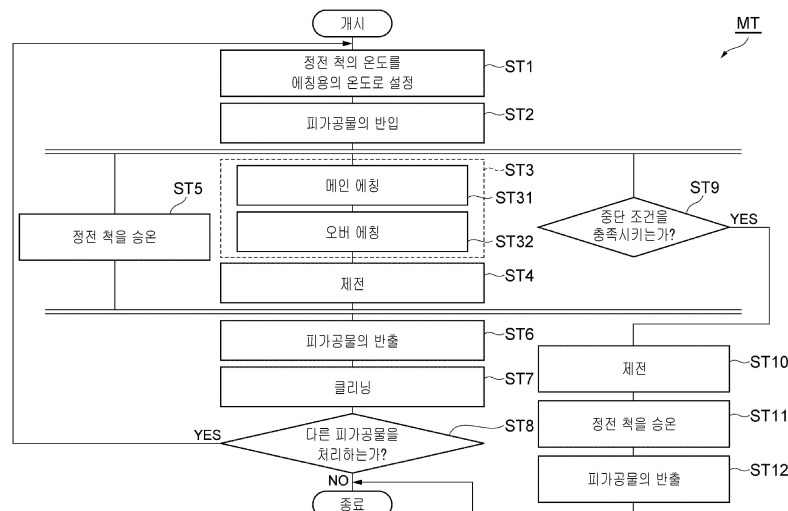 개시
MT
정전 척의 온도를
에칭용의 온도로 설정
ST1
피가공물의 반입
ST2
ST3
메인 에칭
ST31
오버 에칭
ST32
ST5
정전 척을 승온
ST9
중단 조건을
충족시키는가?
YES
제전
ST4
피가공물의 반출
ST6
클리닝
ST7
다른 피가공물을
처리하는가?
ST8
YES
NO
종료
제전
ST10
정전 척을 승온
ST11
피가공물의 반출
ST12